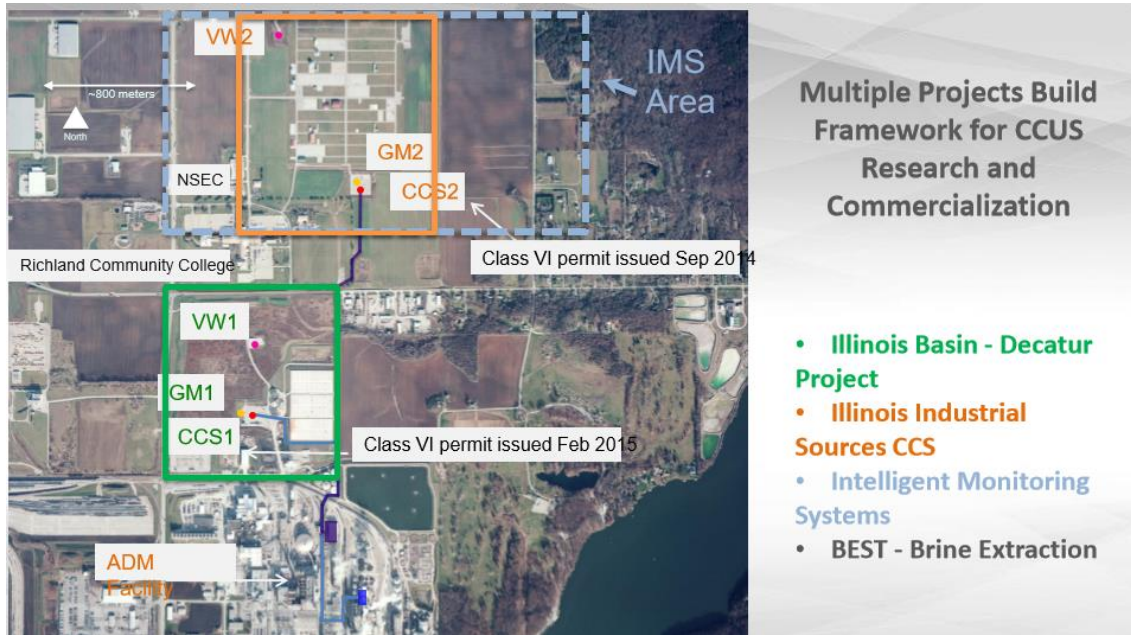 VW2
IMS
Area
~800 meters
North
GM2
NSEC
CCS2
Class VI permit issued Sep 2014
Richland Community College
VW1
GM1
CCS1
Class VI permit issued Feb 2015
ADM
Facility
Multiple Projects Build
Framework for CCUS
Research and
Commercialization
• Illinois Basin - Decatur
Project
• Illinois Industrial
Sources CCS
• Intelligent Monitoring
Systems
• BEST - Brine Extraction